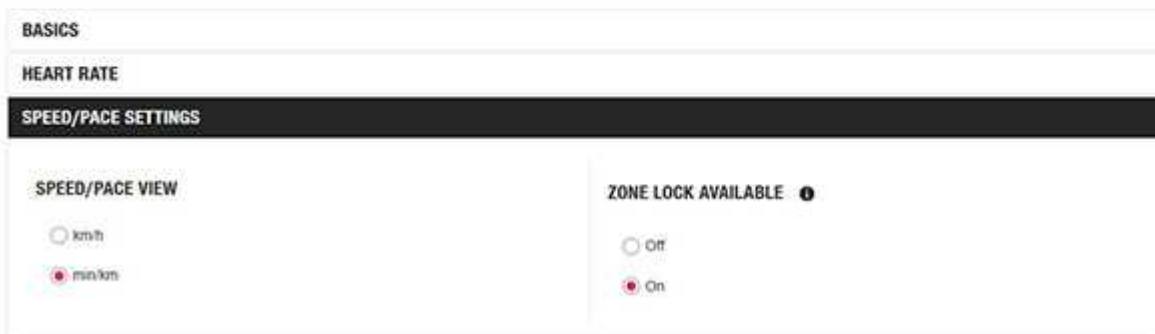 BASICS
HEART RATE
SPEED/PACE SETTINGS
SPEED/PACE VIEW
km/h
min/km
ZONE LOCK AVAILABLE
Off
On